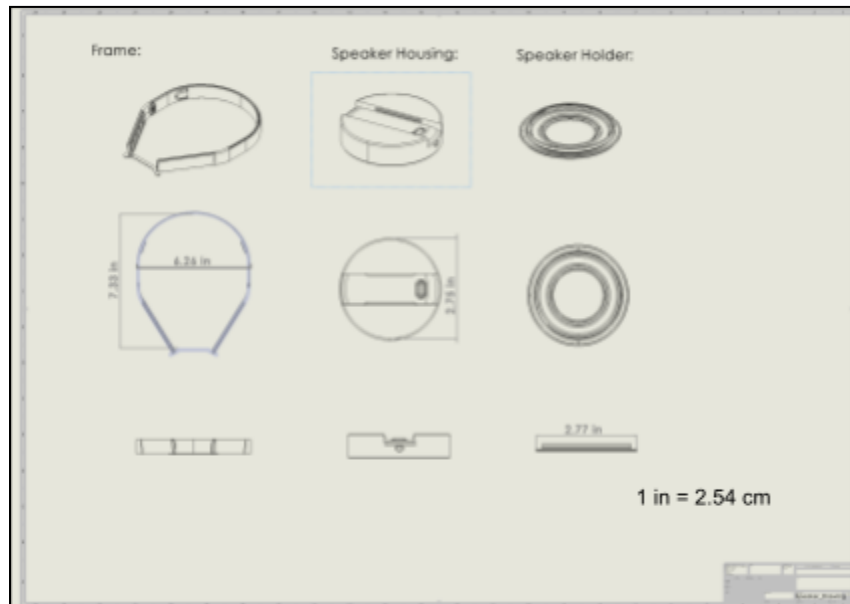 Frame:
Speaker Housing:
Speaker Holder:
6.26 in
7.33 in
2.75 in
2.77 in
1 in = 2.54 cm